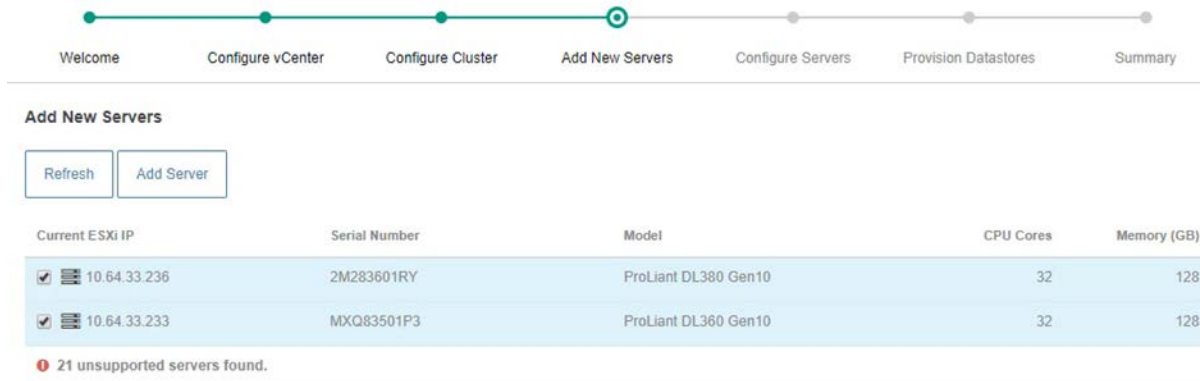 Welcome Configure vCenter Configure Cluster Add New Servers Configure Servers Provision Datastores Summary
Add New Servers
Refresh Add Server
Current ESXi IP Serial Number Model CPU Cores Memory (GB)
10.64.33.236 2M283601RY ProLiant DL380 Gen10 32 128
10.64.33.233 MXQ83501P3 ProLiant DL360 Gen10 32 128
21 unsupported servers found.